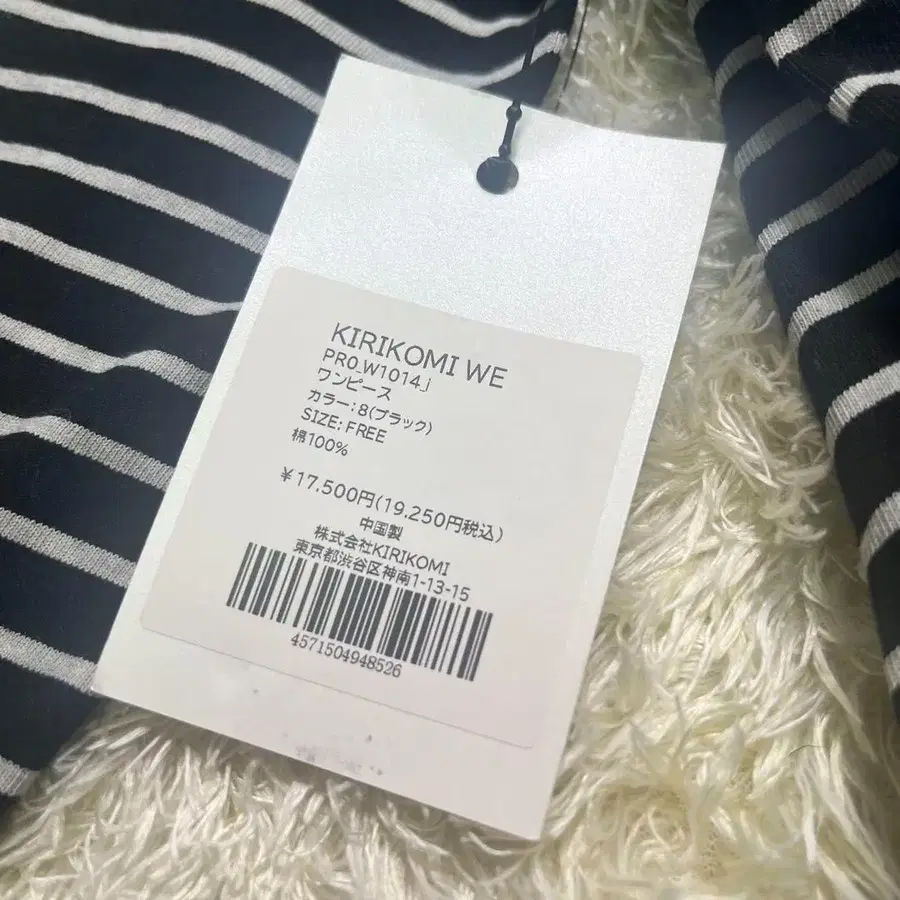 KIRIKOMI WE
PR0_W1014_j
ワンピース
カラー:8(ブラック)
SIZE: FREE
棉100%
￥17.500円(19.250円税込)
中国製
株式会社KIRIKOMI
東京都渋谷区神南1-13-15
4571504948526